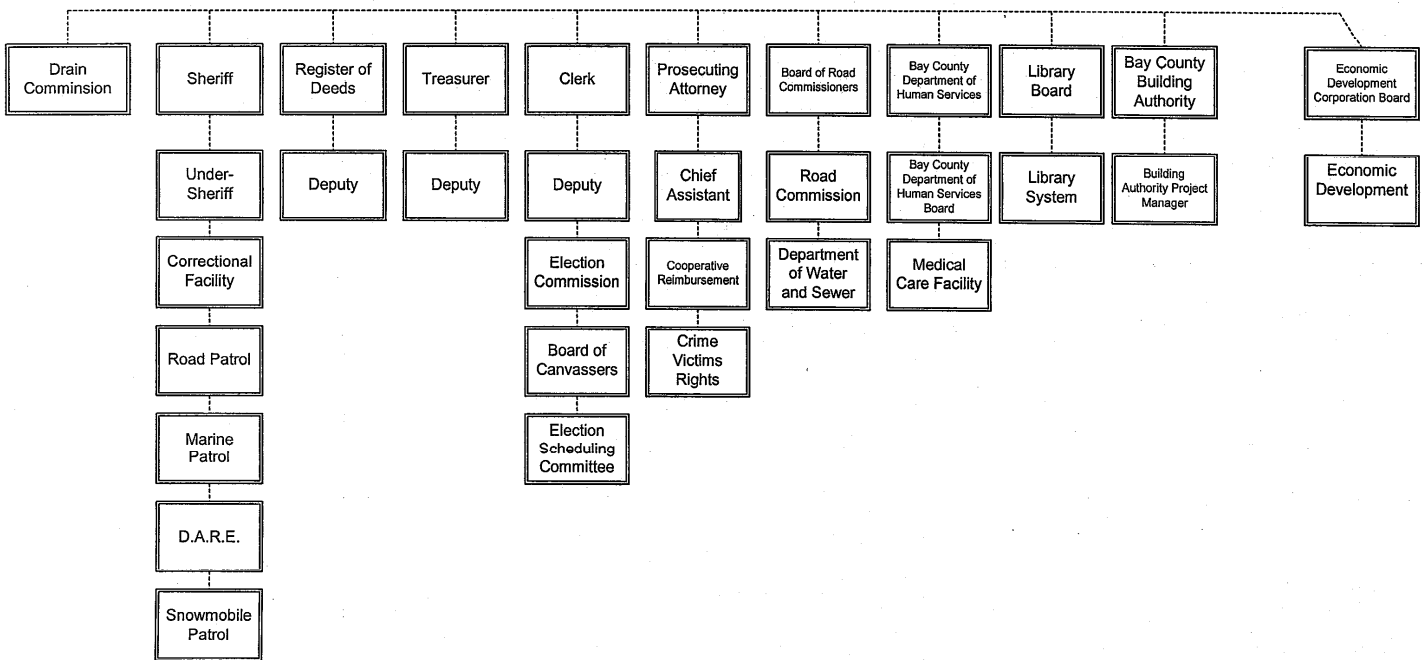 Drain
Comminsion
Sheriff
Register of
Deeds
Treasurer
Clerk
Prosecuting
Attorney
Board of Road
Commissioners
Bay County
Department of
Human Services
Library
Board
Bay County
Building
Authority
Economic
Development
Corporation Board
Under-
Sheriff
Deputy
Deputy
Deputy
Chief
Assistant
Road
Commission
Bay County
Department of
Human Services
Board
Library
System
Building
Authority Project
Manager
Economic
Development
Correctional
Facility
Election
Commission
Cooperative
Reimbursement
Department
of Water
and Sewer
Medical
Care Facility
Road Patrol
Board of
Canvassers
Crime
Victims
Rights
Marine
Patrol
Election
Scheduling
Committee
D.A.R.E.
Snowmobile
Patrol